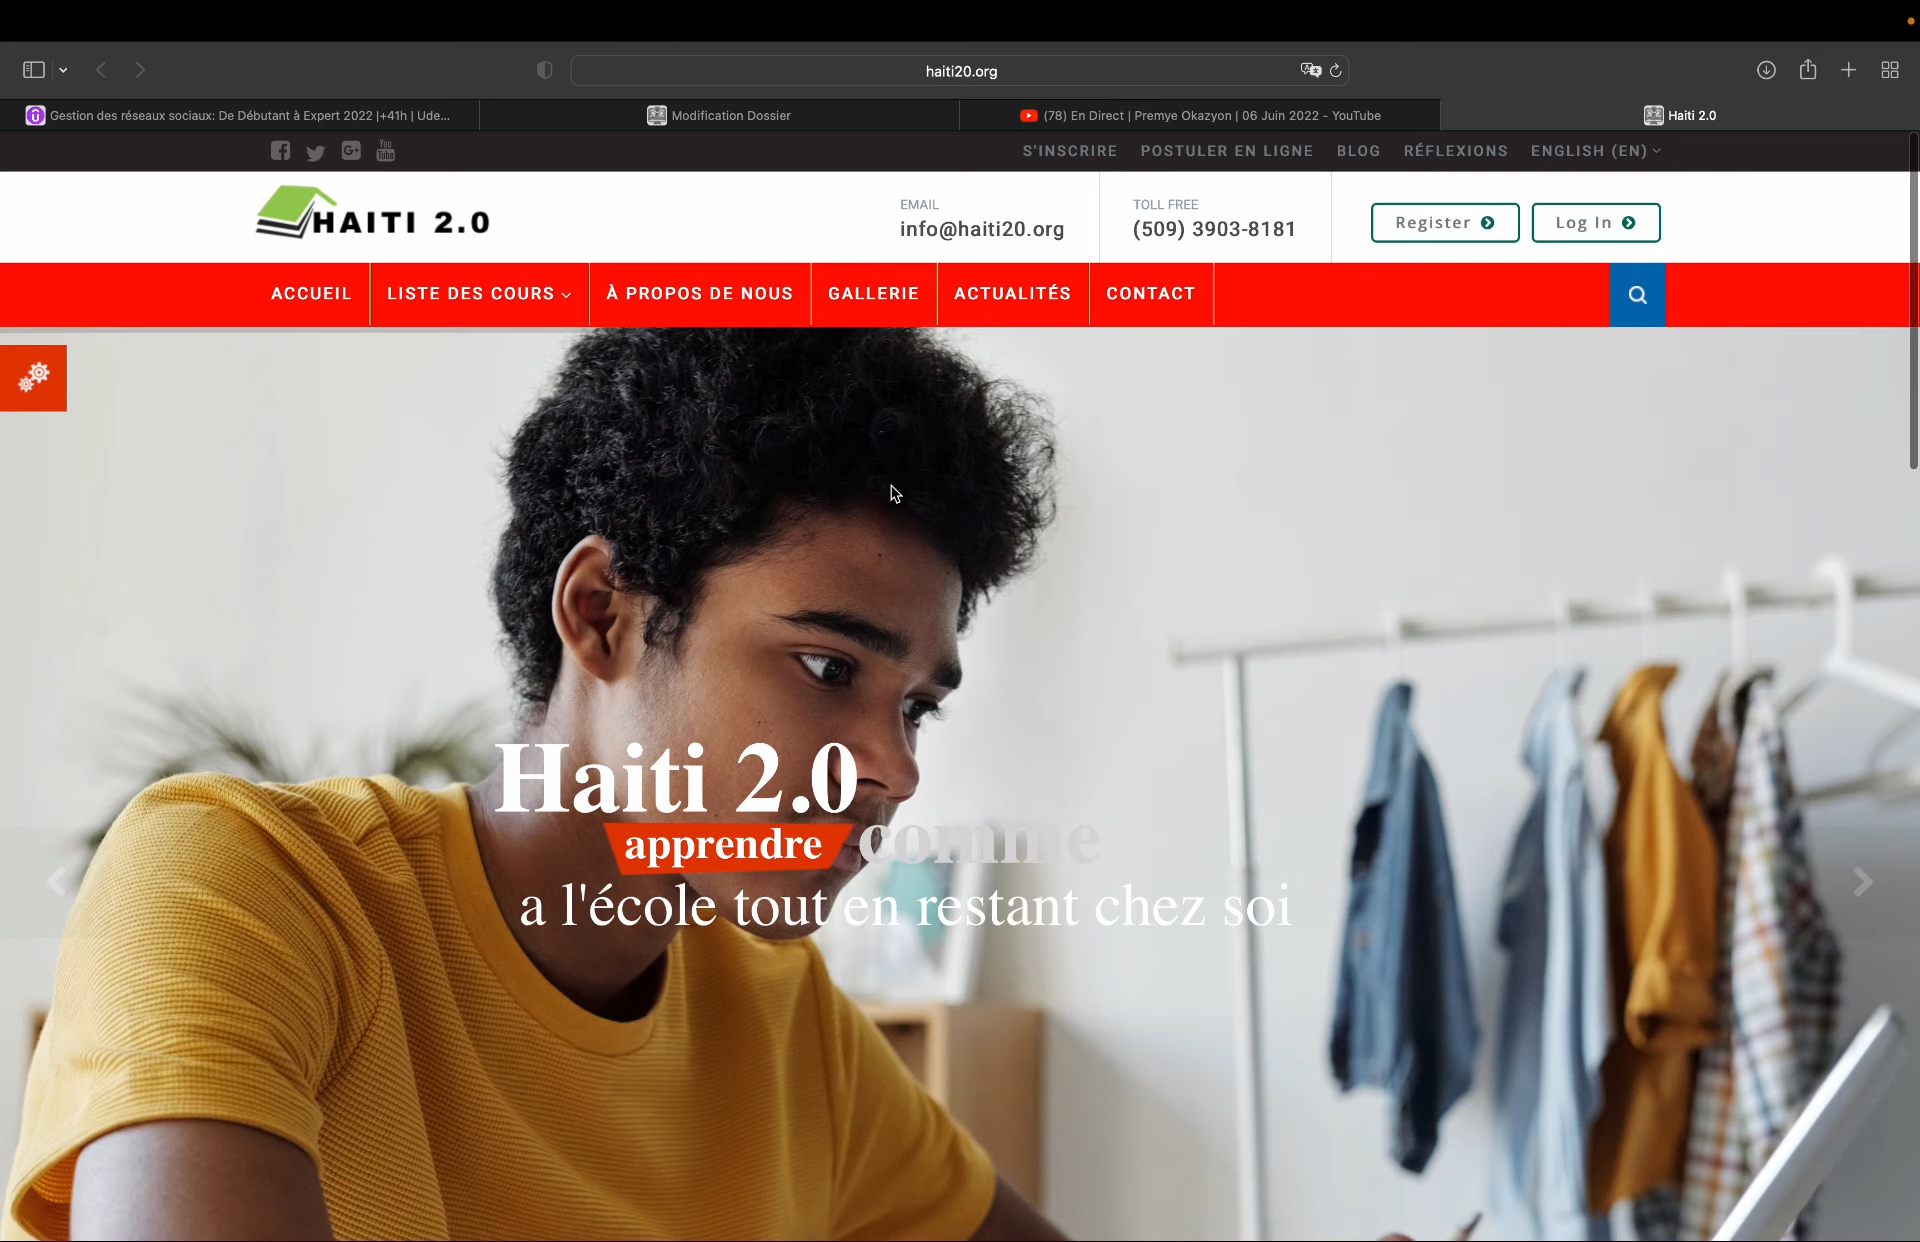 haiti20.org
Gestion des réseaux sociaux: De Débutant à Expert 2022 |+41h | Ude...
Modification Dossier
(78) En Direct | Premye Okazyon | 06 Juin 2022 - YouTube
Haiti 2.0
You Tube
S'INSCRIRE
POSTULER EN LIGNE
BLOG
RÉFLEXIONS
ENGLISH (EN)
HAITI 2.0
EMAIL
info@haiti20.org
TOLL FREE
(509) 3903-8181
Register
Log In
ACCUEIL
LISTE DES COURS
À PROPOS DE NOUS
GALLERIE
ACTUALITÉS
CONTACT
Haiti 2.0
apprendre comme
a l'école tout en restant chez soi